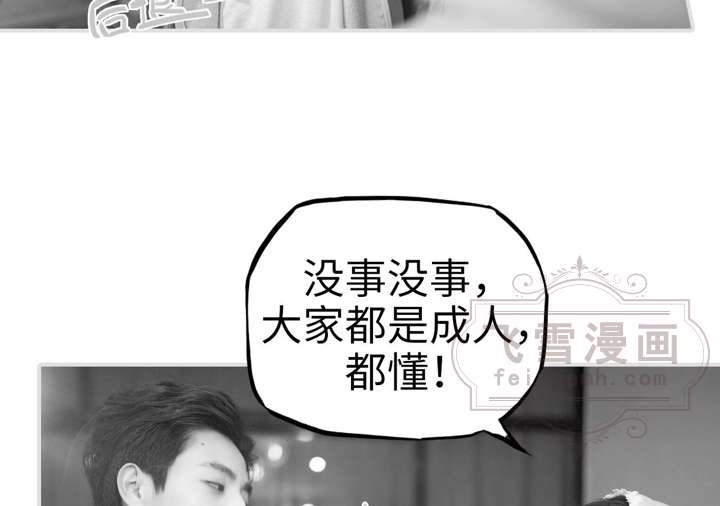 没事没事，
大家都是成人，
都懂！
飞雪漫画